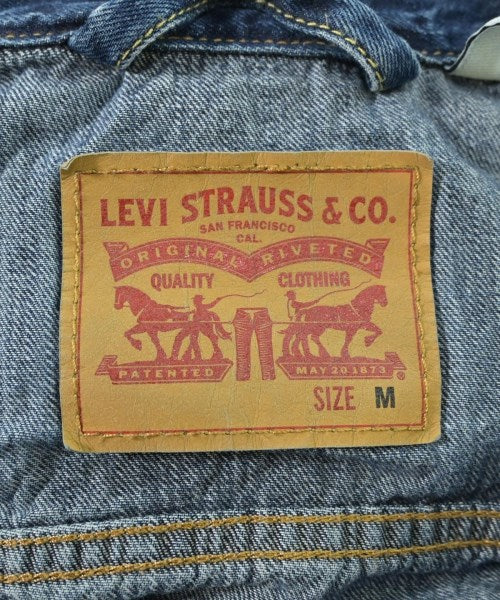 LEVI STRAUSS & CO.
SAN FRANCISCO
CAL.
ORIGINAL RIVETED
QUALITY CLOTHING
PATENTED MAY 20 1873
®
SIZE M